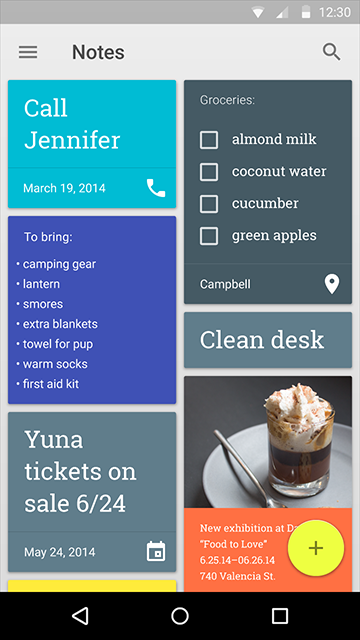 12:30
Notes
Call
Jennifer
March 19, 2014
To bring:
• camping gear
• lantern
• smores
• extra blankets
• towel for pup
• warm socks
• first aid kit
Yuna
tickets on
sale 6/24
May 24, 2014
Groceries:
almond milk
coconut water
cucumber
green apples
Campbell
Clean desk
New exhibition at
“Food to Love”
6.25.14–06.26.14
740 Valencia St.